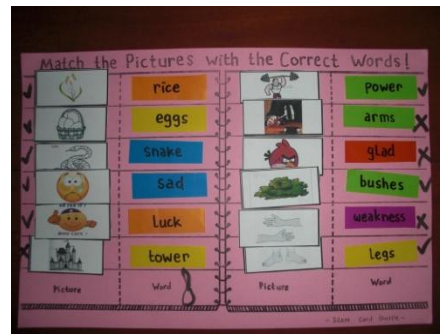 Match the Pictures with the Correct Words!
rice
power
eggs
arms
snake
glad
sad
bushes
luck
weakness
tower
legs
Picture
Word
Picture
Word